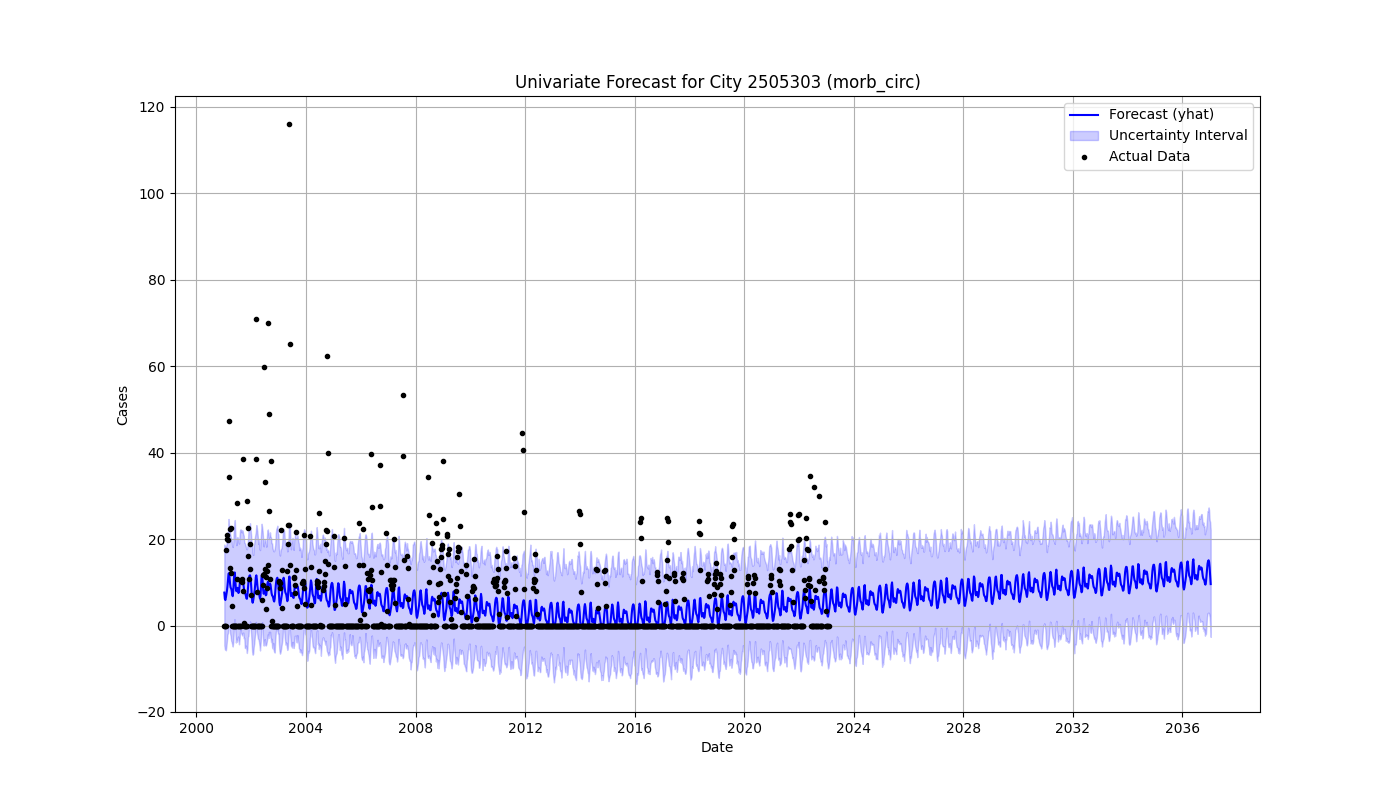 Univariate Forecast for City 2505303 (morb_circ)
Forecast (yhat)
Uncertainty Interval
Actual Data
120
100
80
60
40
20
0
−20
Cases
2000 2004 2008 2012 2016 2020 2024 2028 2032 2036
Date